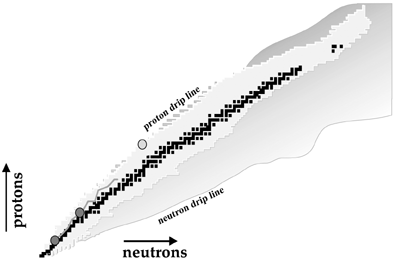 proton drip line
neutron drip line
protons
neutrons